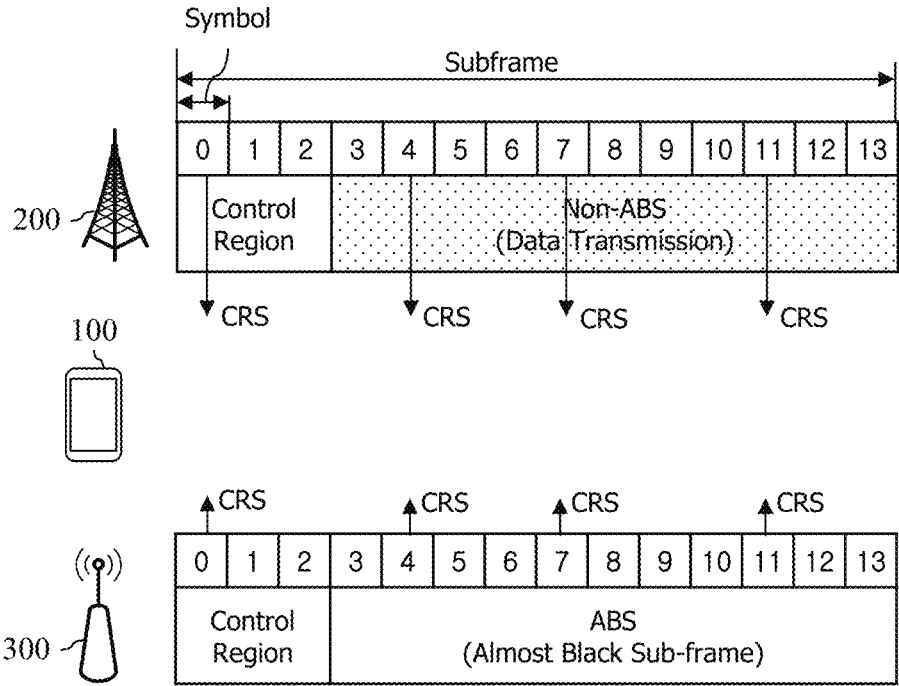 Symbol
Subframe
0 1 2 3 4 5 6 7 8 9 10 11 12 13
200
Control
Region
Non-ABS
(Data Transmission)
CRS CRS CRS CRS
100
CRS CRS CRS CRS
0 1 2 3 4 5 6 7 8 9 10 11 12 13
300
Control
Region
ABS
(Almost Black Sub-frame)